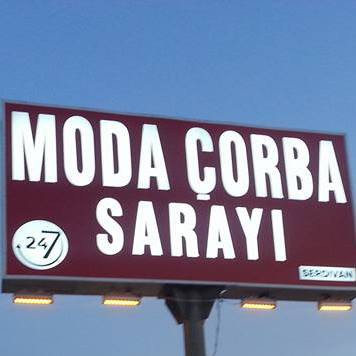 MODA ÇORBA
SARAYI
24 7
SERDİVAN